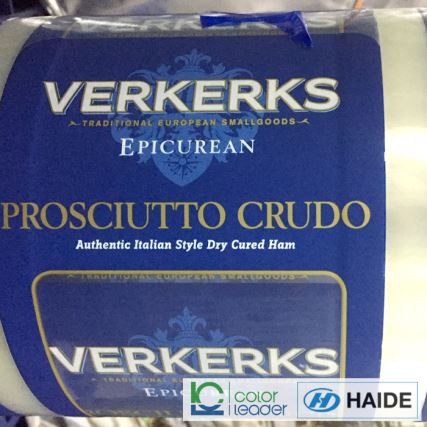 VERKERKS
TRADITIONAL EUROPEAN SMALLGOODS
EPICUREAN
PROSCIUTTO CRUDO
Authentic Italian Style Dry Cured Ham
TRADITIONAL EUROPEAN SMALLGOODS
VERKERKS
TRADITIONAL EUROPEAN
color
leader
HAIDE